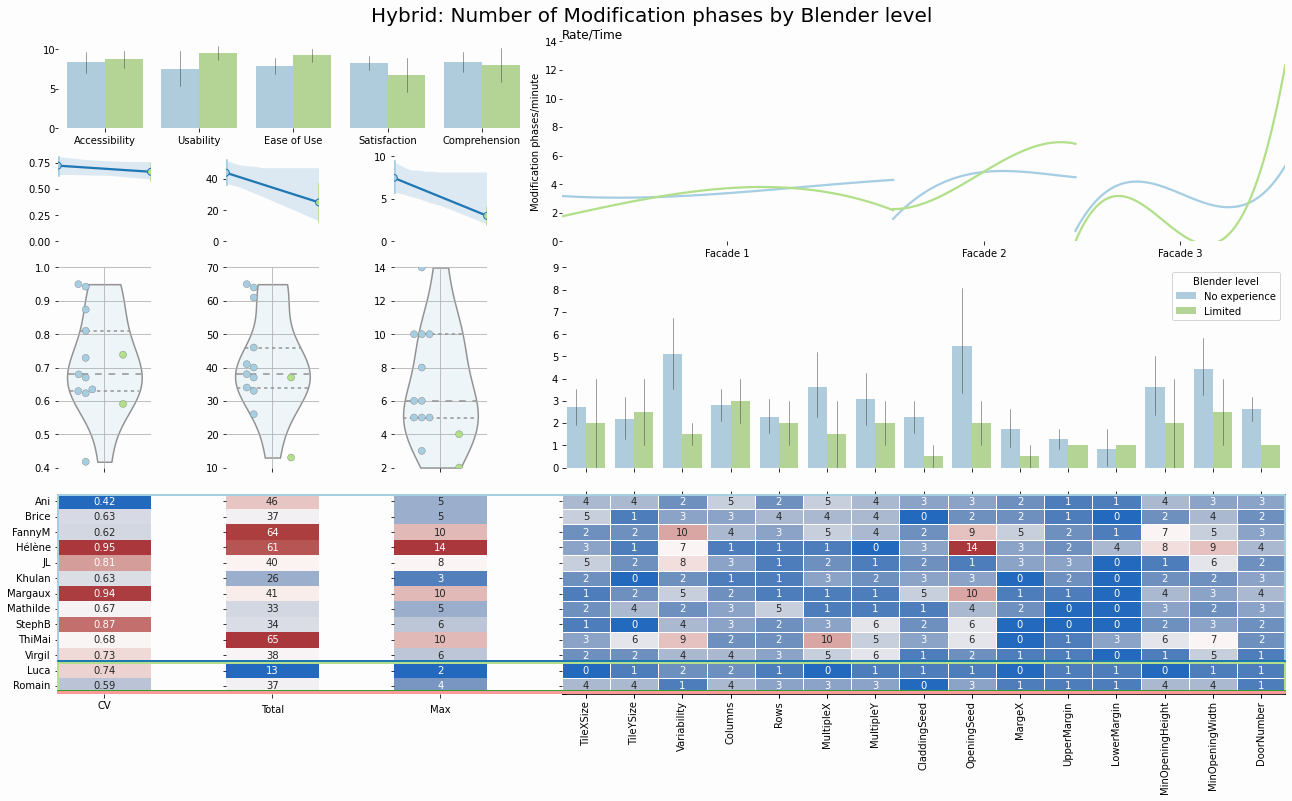 Hybrid: Number of Modification phases by Blender level
10
5
0
Accessibility Usability Ease of Use Satisfaction Comprehension
Rate/Time
Modification phases/minute
14
12
10
8
6
4
2
0
Facade 1 Facade 2 Facade 3
0.75
0.50
0.25
0.00
40
20
0
10
5
0
1.0
0.9
0.8
0.7
0.6
0.5
0.4
70
60
50
40
30
20
10
14
12
10
8
6
4
2
9
8
7
6
5
4
3
2
1
0
Blender level
No experience
Limited
Ani 0.42 46 5 4 4 2 5 2 5 4 3 3 2 1 1 4 3 3
Brice 0.63 37 5 5 1 3 3 4 4 4 0 2 2 1 0 2 4 2
FannyM 0.62 64 10 2 2 10 4 3 5 4 2 9 5 2 1 7 5 3
Hélène 0.95 61 14 3 1 7 1 1 1 0 3 14 3 2 4 8 9 4
JL 0.81 40 8 5 2 8 3 1 2 1 2 1 3 3 0 1 6 2
Khulan 0.63 26 3 2 0 2 1 1 3 2 3 3 0 2 0 2 2 3
Margaux 0.94 41 10 1 2 5 2 1 2 1 5 10 1 1 0 4 3 4
Mathilde 0.67 33 5 2 4 2 3 5 1 1 1 4 2 0 0 3 2 3
StephB 0.87 34 6 1 0 4 4 2 3 6 2 6 0 0 0 2 3 2
ThiMai 0.68 65 10 3 6 9 2 2 10 5 3 6 0 1 3 6 7 2
Virgil 0.73 38 6 2 2 4 4 3 5 6 1 2 1 1 0 1 5 1
Luca 0.74 13 2 0 1 2 2 1 0 1 1 1 0 1 1 0 1 1
Romain 0.59 37 4 4 4 1 4 3 3 3 0 3 1 1 1 4 4 1
CV Total Max
TileXSize
TileYSize
Variability
Columns
Rows
MultipleX
MultipleY
CladdingSeed
OpeningSeed
MargeX
UpperMargin
LowerMargin
MinOpeningHeight
MinOpeningWidth
DoorNumber